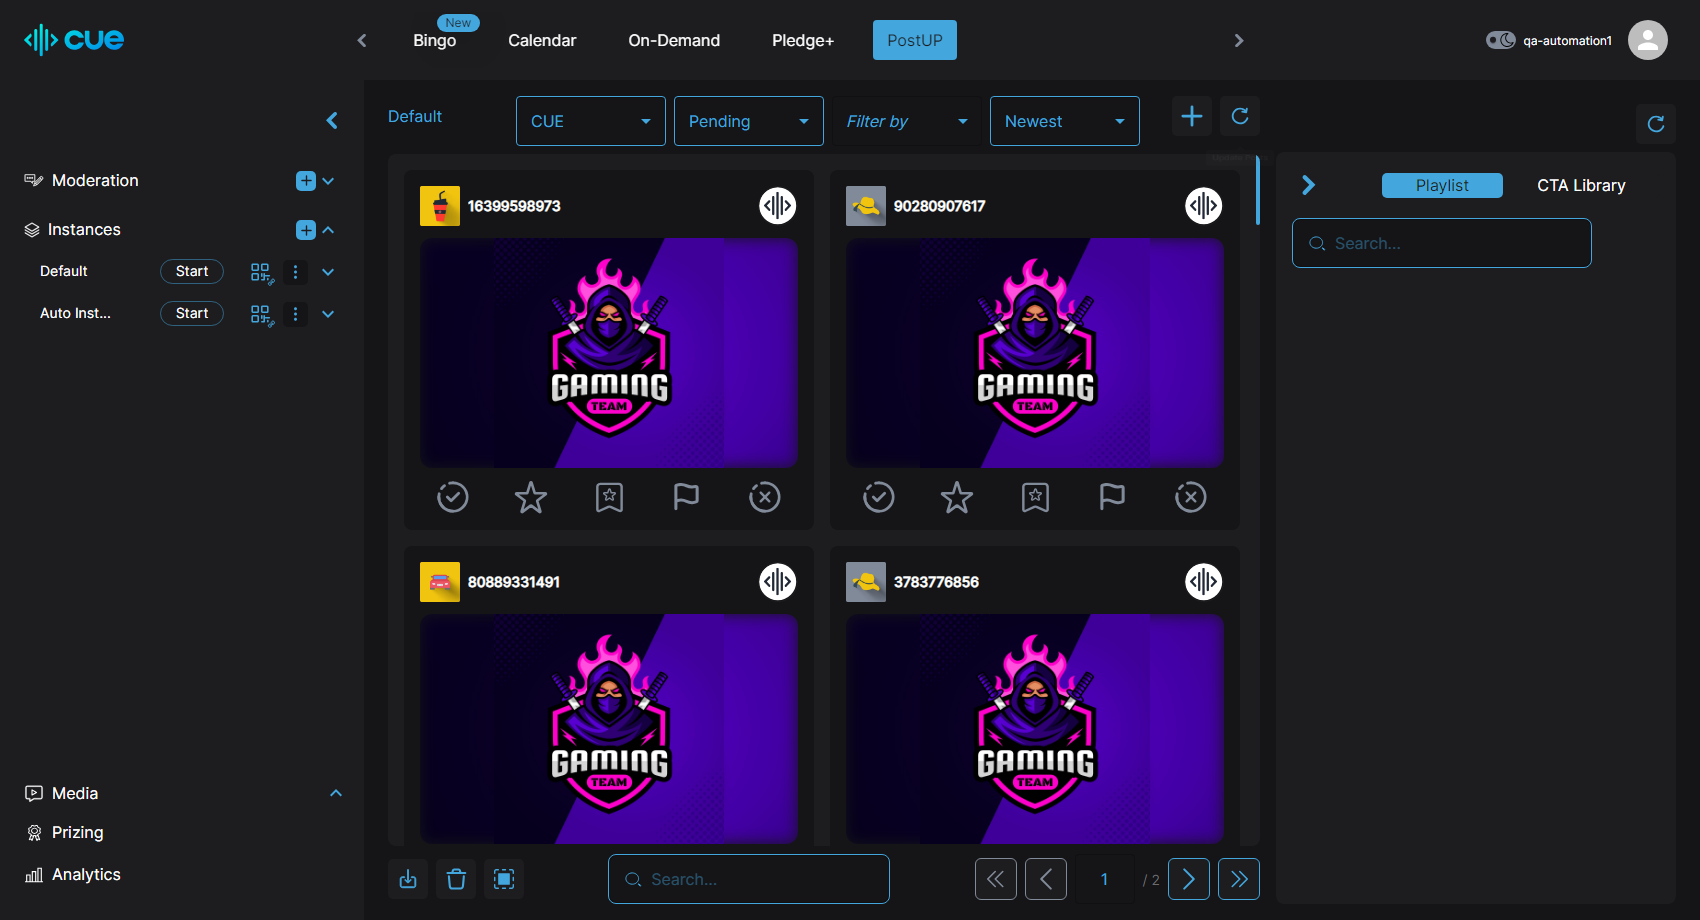 cue
New
Bingo
Calendar
On-Demand
Pledge+
PostUP
qa-automation1
Default
CUE
Pending
Filter by
Newest
Moderation
Instances
Default
Start
Auto Inst...
Start
Media
Prizing
Analytics
16399598973
GAMING
TEAM
90280907617
GAMING
TEAM
80889331491
GAMING
TEAM
3783776856
GAMING
TEAM
Search...
1
/ 2
Playlist
CTA Library
Search...